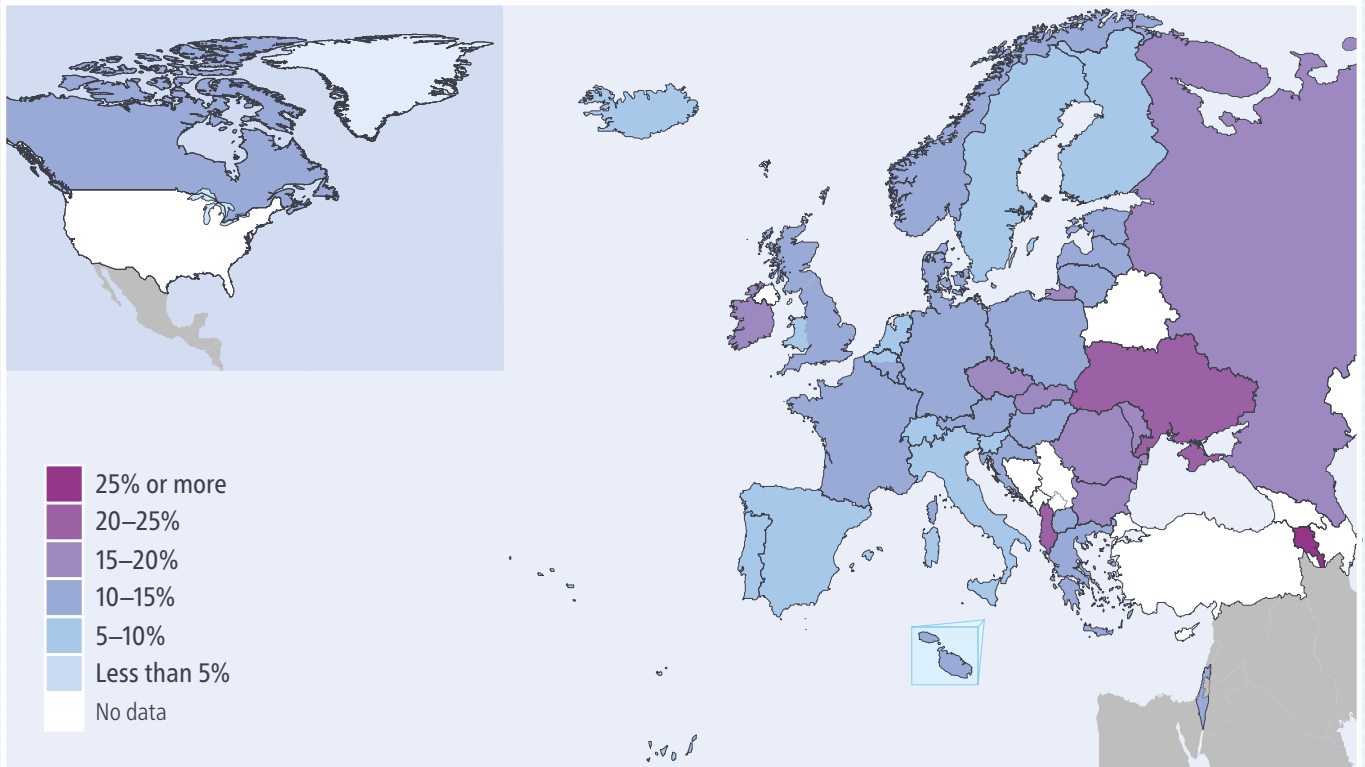 25% or more
20–25%
15–20%
10–15%
5–10%
Less than 5%
No data